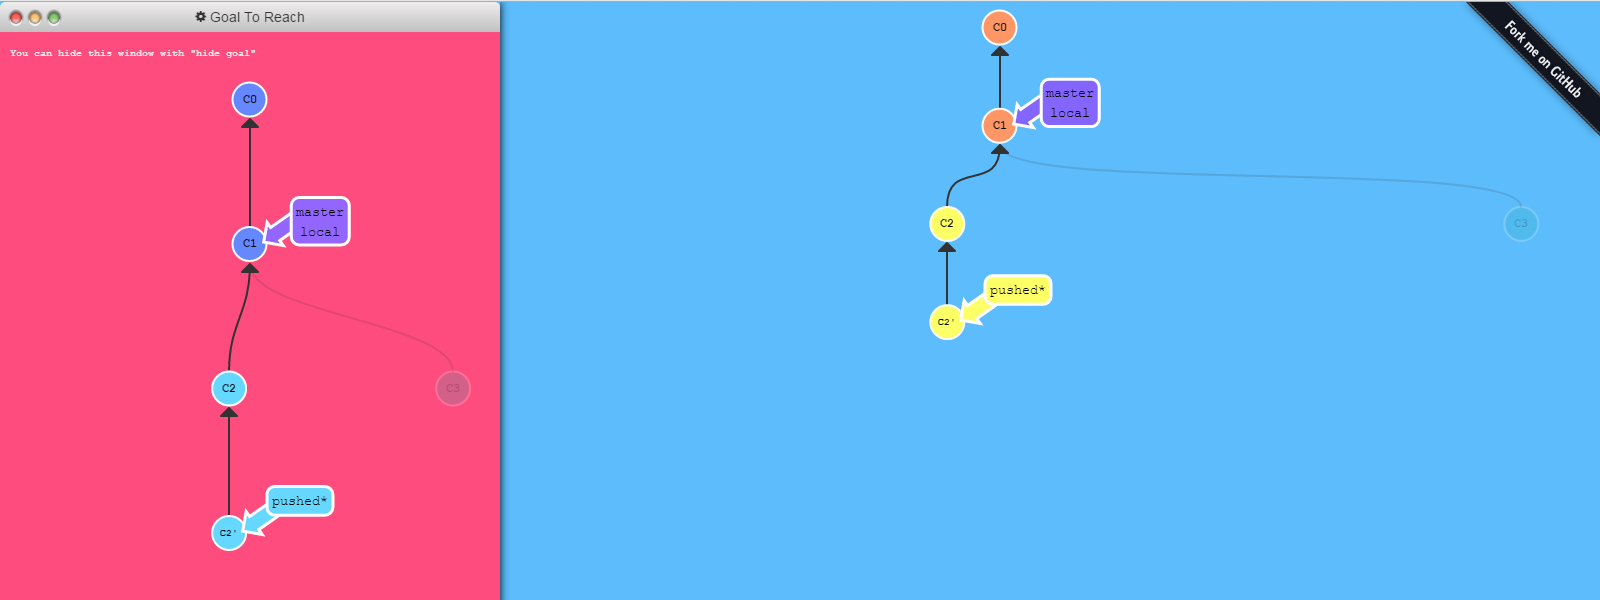 Goal To Reach
You can hide this window with "hide goal"
C0
master
local
C1
C2
C3
pushed*
C2'
C0
master
local
C1
C2
C3
pushed*
C2'
Fork me on GitHub